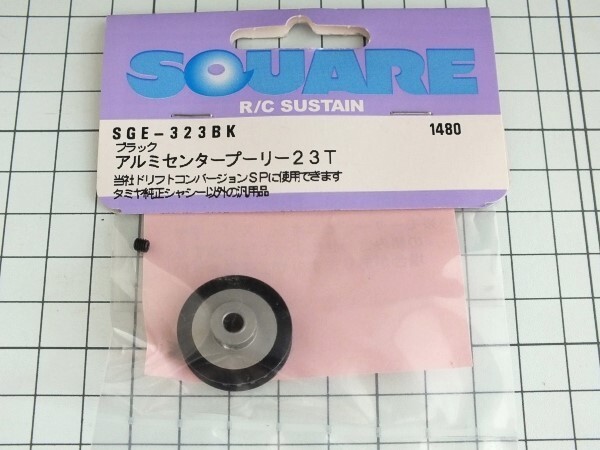 SQUARE
R/C SUSTAIN
SGE-323BK 1480
ブラック
アルミセンタープーリー23T
当社ドリフトコンバージョンSPに使用できます
タミヤ純正シャシー以外の汎用品